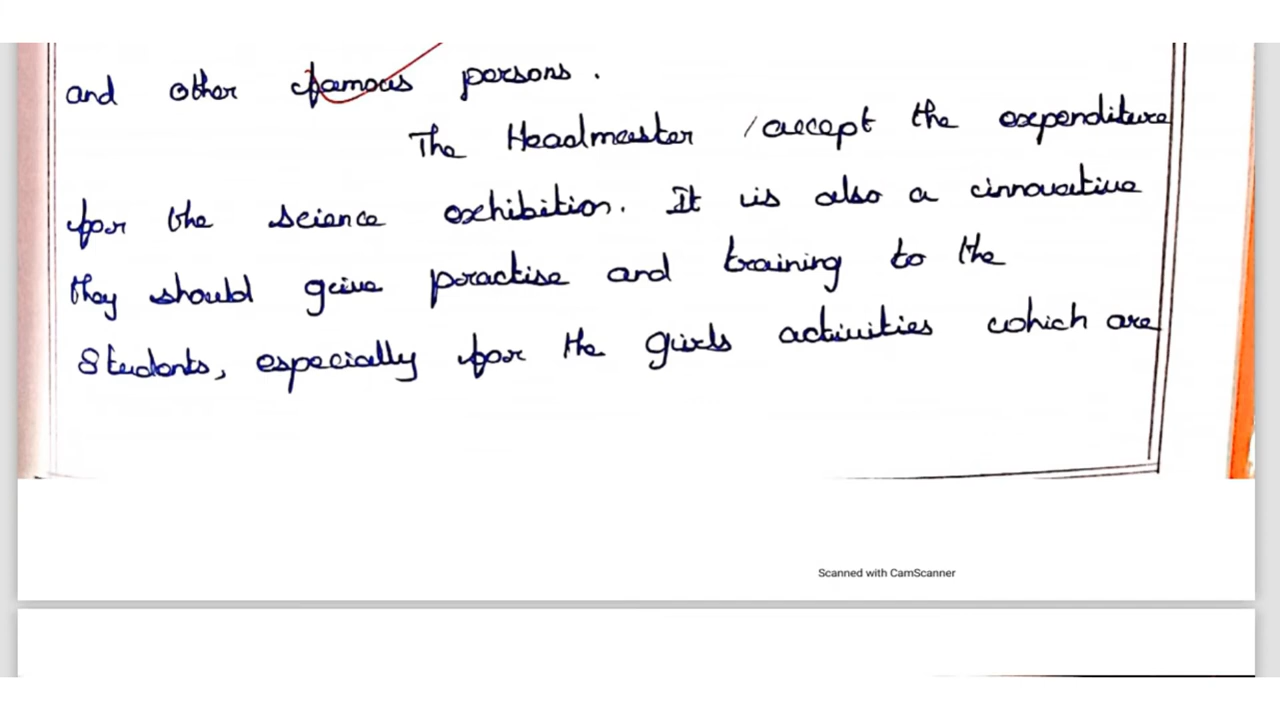 and other famous persons.
The Headmaster accept the expenditure
for the science exhibition. It is also a innovative
they should give practise and training to the
Students, especially for the girls activities which are
Scanned with CamScanner